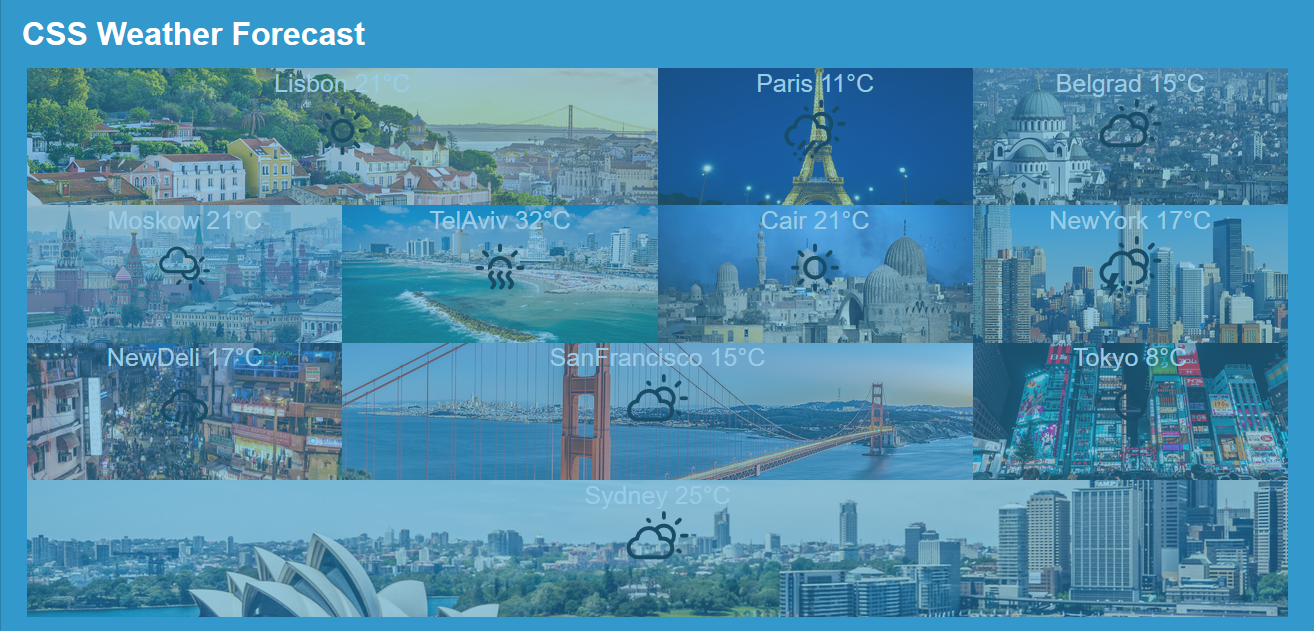 CSS Weather Forecast
Lisbon 21°C
Paris 11°C
Belgrad 15°C
Moskow 21°C
TelAviv 32°C
Cair 21°C
NewYork 17°C
NewDeli 17°C
SanFrancisco 15°C
Tokyo 8°C
Sydney 25°C